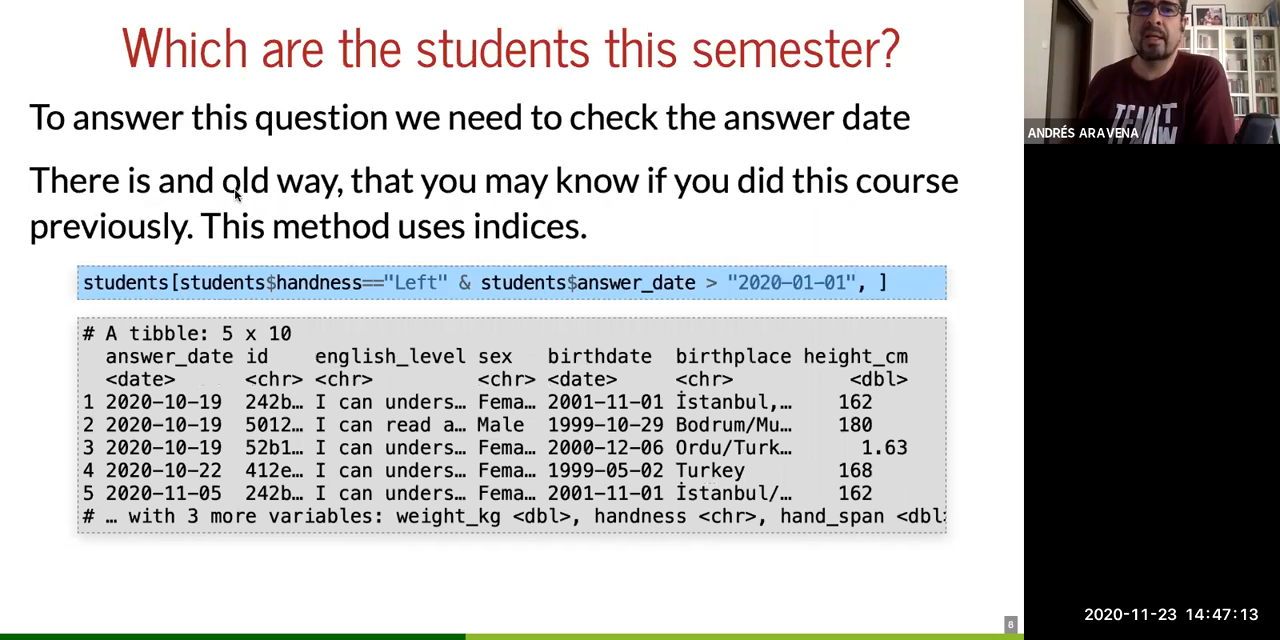 Which are the students this semester?
To answer this question we need to check the answer date
There is and old way, that you may know if you did this course
previously. This method uses indices.
students[students$handness=="Left" & students$answer_date > "2020-01-01", ]
# A tibble: 5 x 10
answer_date id english_level sex birthdate birthplace height_cm
<date> <chr> <chr> <chr> <date> <chr> <dbl>
1 2020-10-19 242b… I can unders… Fema… 2001-11-01 İstanbul,… 162
2 2020-10-19 5012… I can read a… Male 1999-10-29 Bodrum/Mu… 180
3 2020-10-19 52b1… I can unders… Fema… 2000-12-06 Ordu/Turk… 1.63
4 2020-10-22 412e… I can unders… Fema… 1999-05-02 Turkey 168
5 2020-11-05 242b… I can unders… Fema… 2001-11-01 İstanbul/… 162
# … with 3 more variables: weight_kg <dbl>, handness <chr>, hand_span <dbl
6
ANDRÉS ARAVENA
2020-11-23 14:47:13